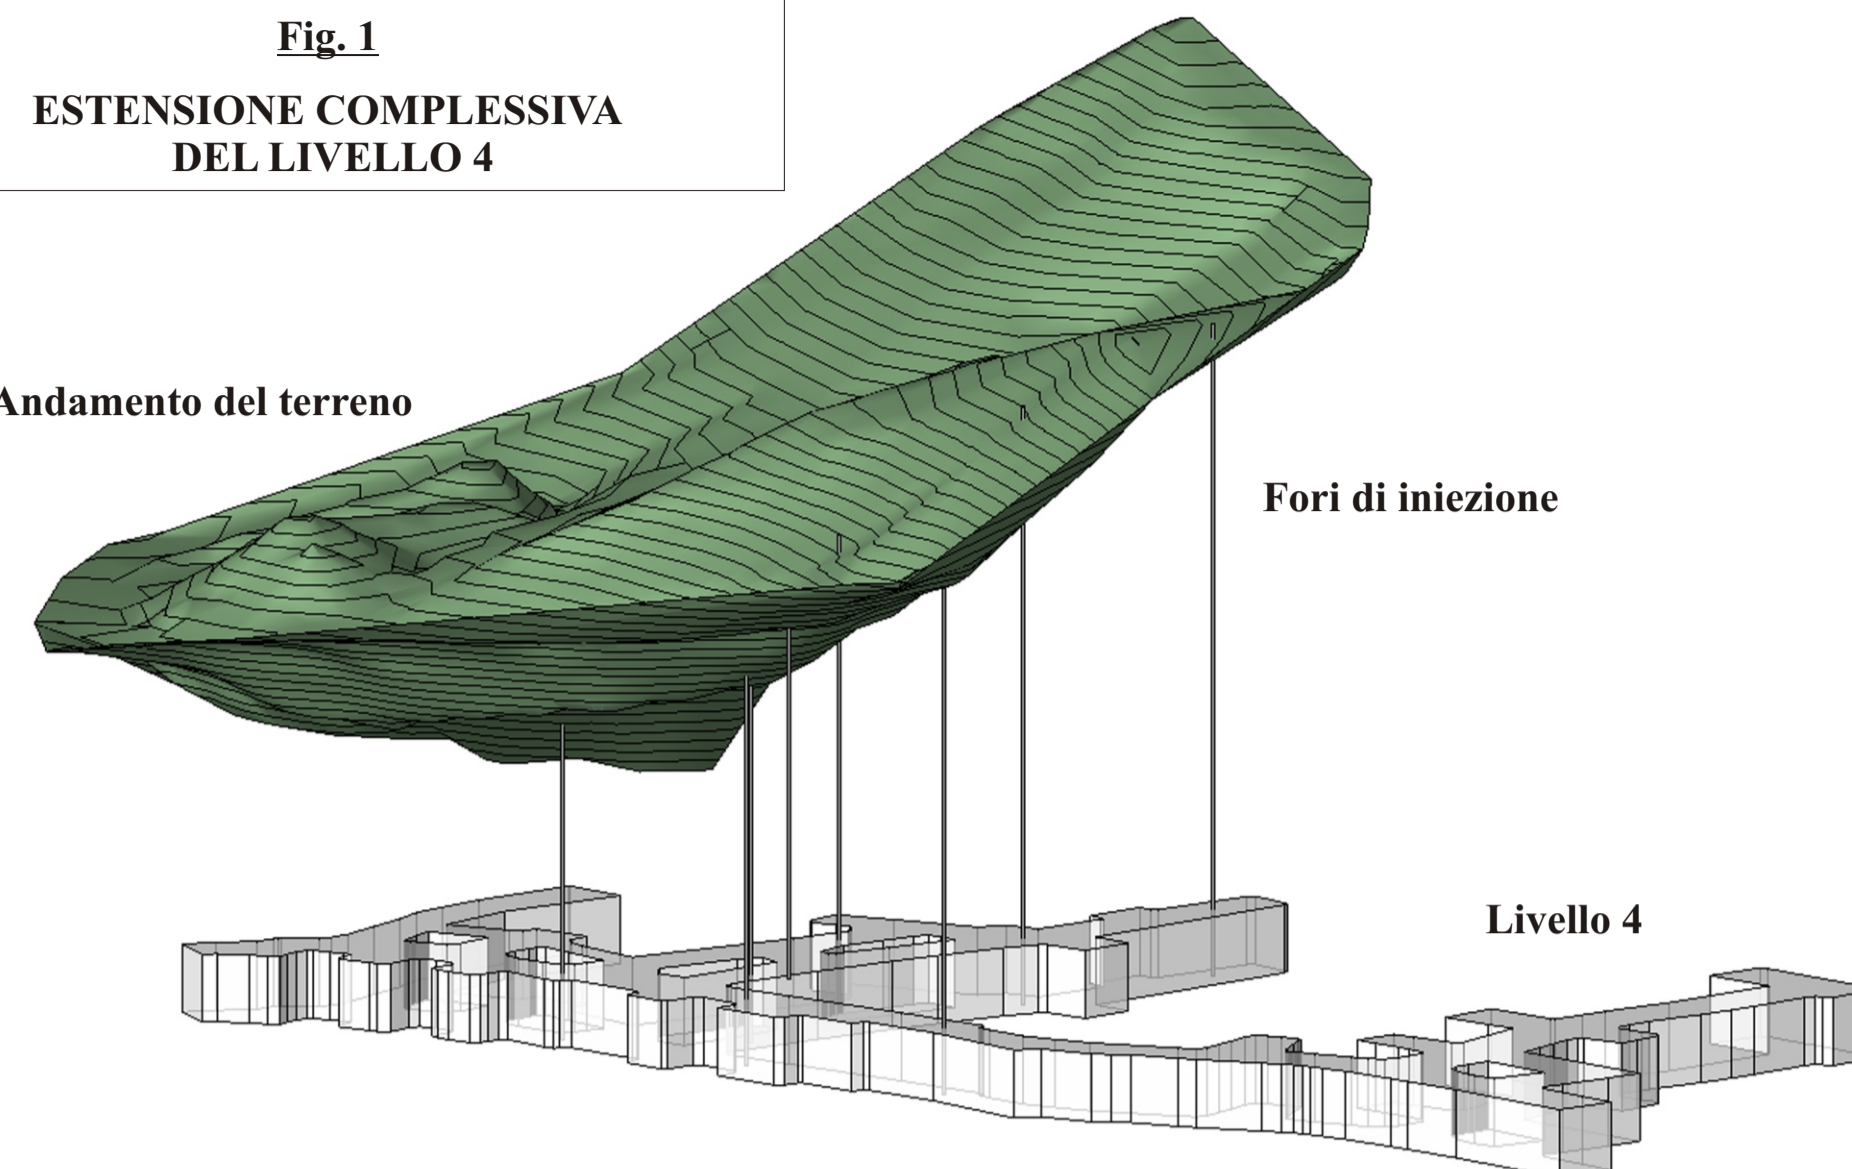 Fig. 1
ESTENSIONE COMPLESSIVA
DEL LIVELLO 4
Andamento del terreno
Fori di iniezione
Livello 4